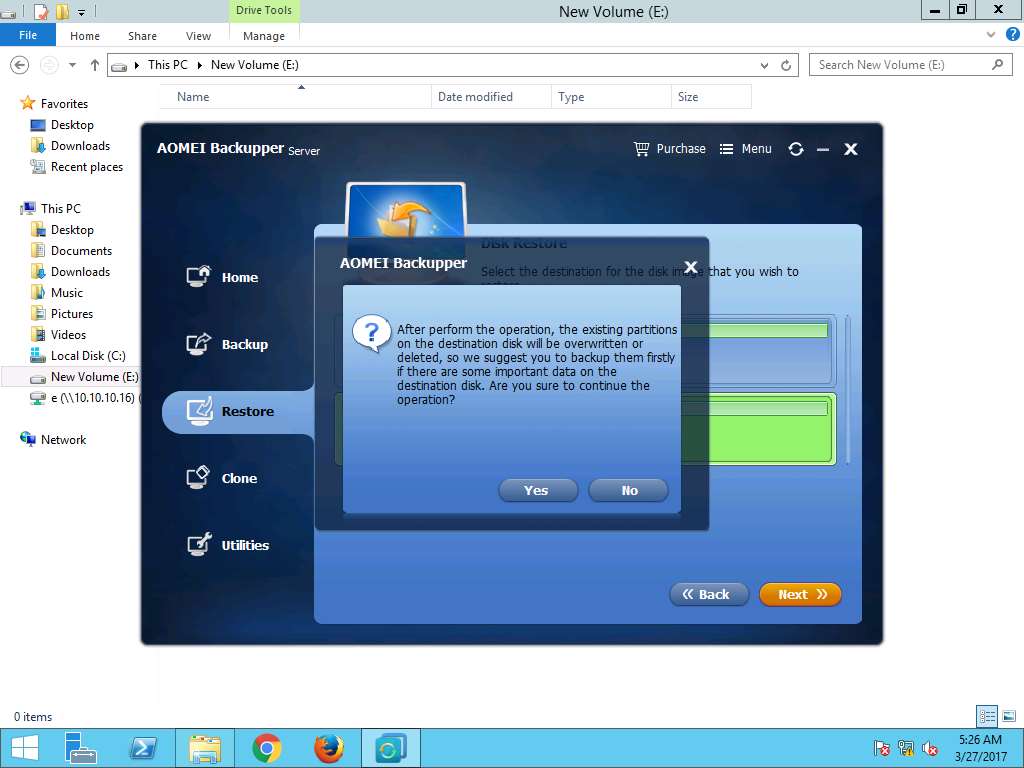 Drive Tools
New Volume (E:)
File
Home
Share
View
Manage
This PC
New Volume (E:)
Search New Volume (E:)
Name
Date modified
Type
Size
Favorites
Desktop
Downloads
Recent places
This PC
Desktop
Documents
Downloads
Music
Pictures
Videos
Local Disk (C:)
New Volume (E:)
e (\\10.10.10.16) (
Network
AOMEI Backupper Server
Purchase
Menu
Home
Backup
Restore
Clone
Utilities
Disk Restore
Select the destination for the disk image that you wish to
restore.
AOMEI Backupper
After perform the operation, the existing partitions
on the destination disk will be overwritten or
deleted, so we suggest you to backup them firstly
if there are some important data on the
destination disk. Are you sure to continue the
operation?
Yes
No
Back
Next
0 items
5:26 AM
3/27/2017